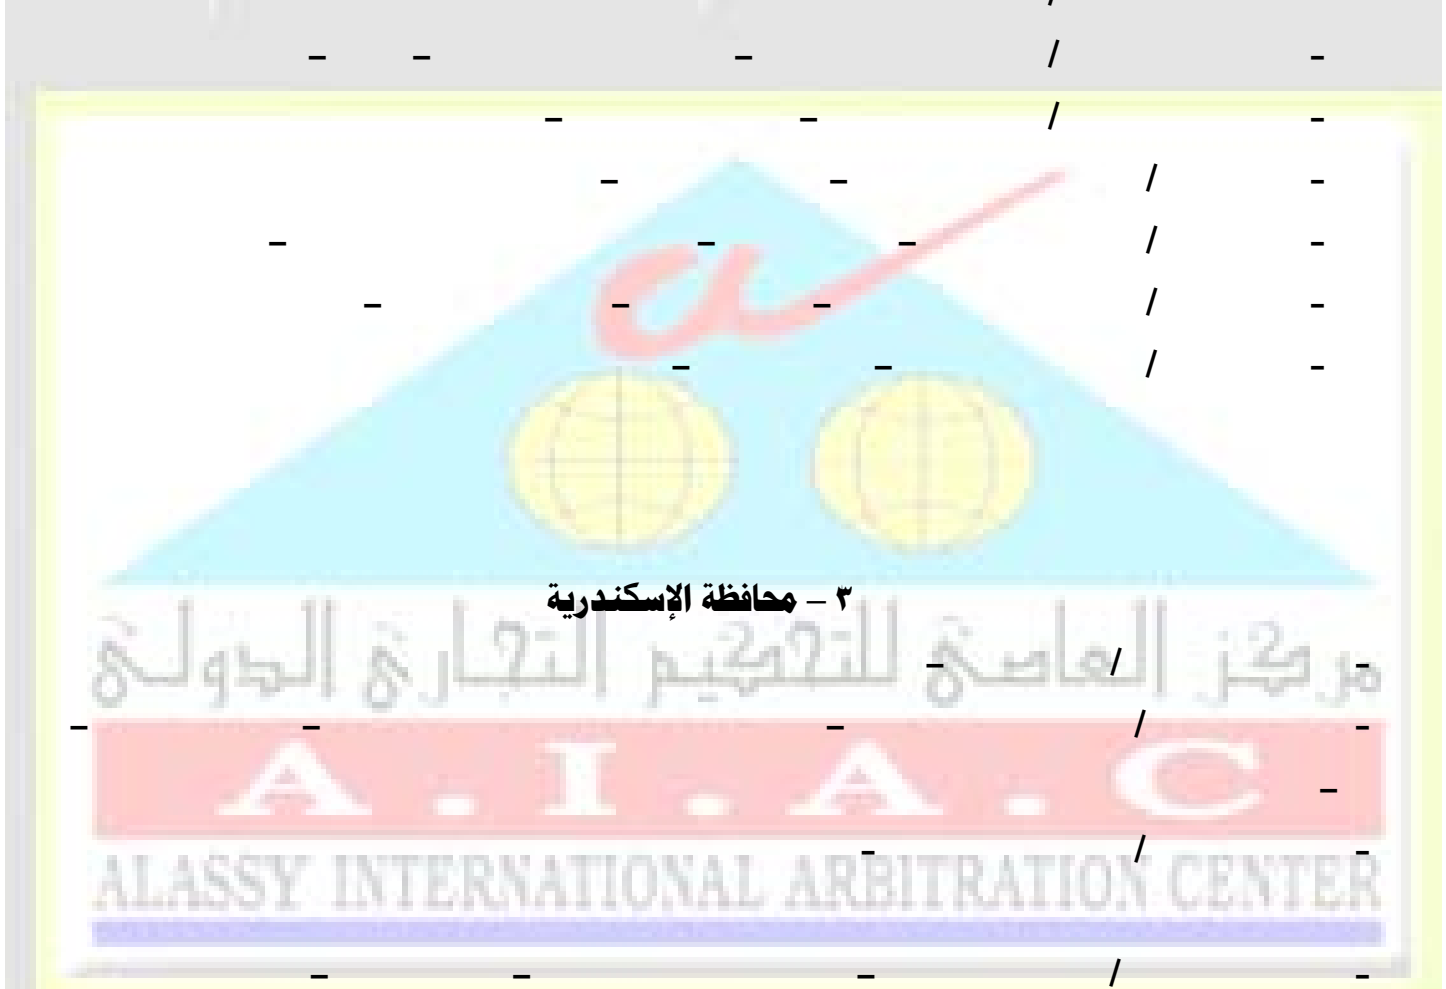 /
- / – – –
- / – –
- / – –
- / – – –
- / – – –
- / – –
٣ – محافظة الإسكندرية
مركز العاصي للتحكيم التجاري الدولي
- / –
- / – – –
–
A . I . A . C
- / -
ALASSY INTERNATIONAL ARBITRATION CENTER
- / – – –